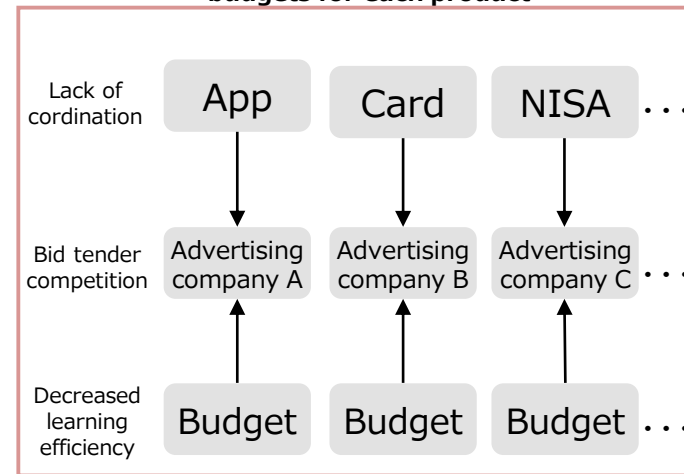 budgets for each product
Lack of
cordination
App
Card
NISA
...
Bid tender
competition
Advertising
company A
Advertising
company B
Advertising
company C
...
Decreased
learning
efficiency
Budget
Budget
Budget
...